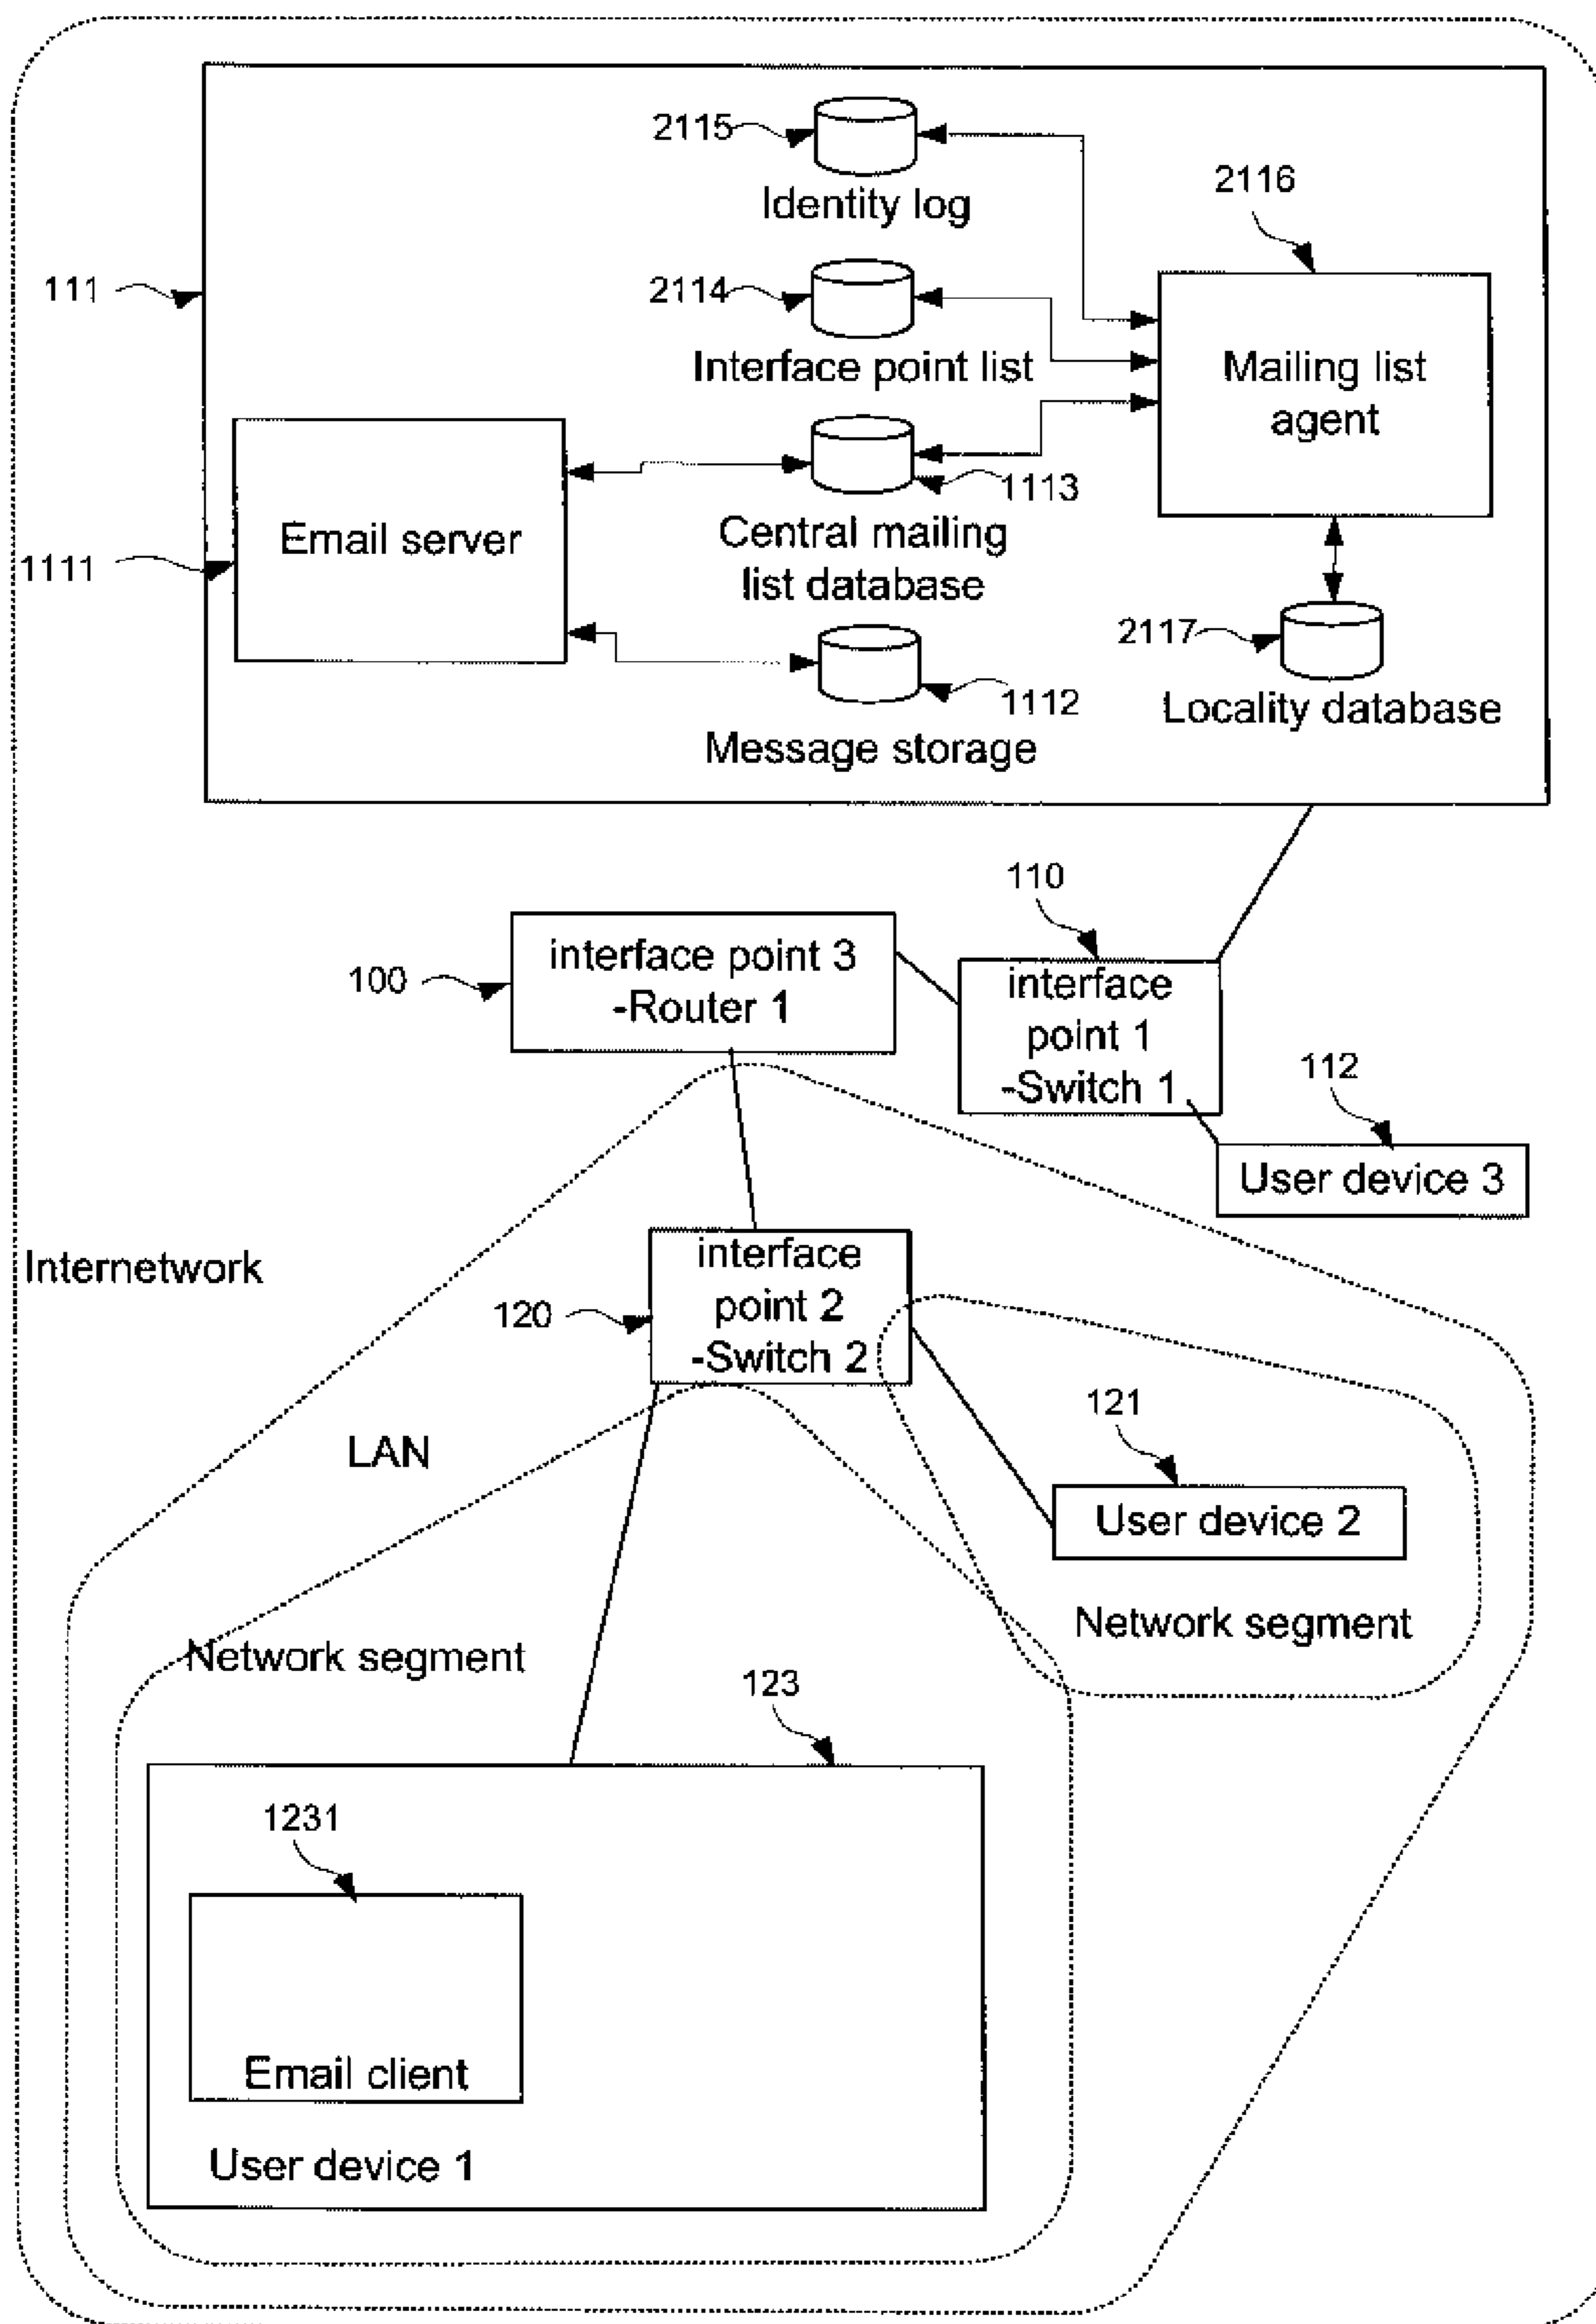 2115
Identity log
2116
111
2114
Interface point list
Mailing list
agent
1113
Email server
Central mailing
list database
1111
2117
1112
Locality database
Message storage
110
interface point 3
-Router 1
100
interface
point 1
-Switch 1
112
User device 3
Internetwork
interface
point 2
-Switch 2
120
121
LAN
User device 2
Network segment
Network segment
123
1231
Email client
User device 1